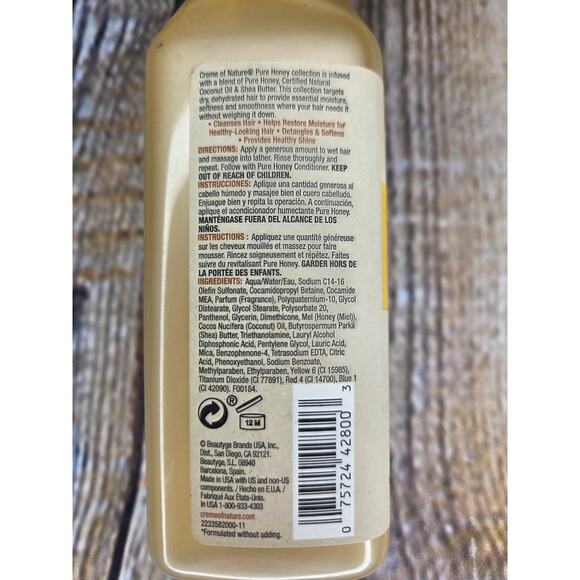 Creme of Nature® Pure Honey collection is infused
with a blend of Pure Honey, Certified Natural
Coconut Oil & Shea Butter. This collection targets
dry, dehydrated hair to provide essential moisture,
softness and smoothness where your hair needs it
without weighing it down.
• Cleanses Hair • Helps Restore Moisture for
Healthy-Looking Hair • Detangles & Softens
• Provides Healthy Shine
DIRECTIONS: Apply a generous amount to wet hair
and massage into lather. Rinse thoroughly and
repeat. Follow with Pure Honey Conditioner. KEEP
OUT OF REACH OF CHILDREN.
INSTRUCCIONES: Aplique una cantidad generosa al
cabello húmedo y masajee bien el cuero cabelludo.
Enjuague bien y repita la operación. A continuación,
aplique el acondicionador humectante Pure Honey.
MANTÉNGASE FUERA DEL ALCANCE DE LOS
NIÑOS.
INSTRUCTIONS : Appliquez une quantité généreuse
sur les cheveux mouillés et massez pour faire
mousser. Rincez soigneusement et répétez. Faites
suivre du revitalisant Pure Honey. GARDER HORS DE
LA PORTÉE DES ENFANTS.
INGREDIENTS: Aqua/Water/Eau, Sodium C14-16
Olefin Sulfonate, Cocamidopropyl Betaine, Cocamide
MEA, Parfum (Fragrance), Polyquaternium-10, Glycol
Distearate, Glycol Stearate, Polysorbate 20,
Panthenol, Glycerin, Dimethicone, Mel (Honey (Miel)),
Cocos Nucifera (Coconut) Oil, Butyrospermum Parkii
(Shea) Butter, Triethanolamine, Lauryl Alcohol
Diphosphonic Acid, Pentylene Glycol, Lauric Acid,
Mica, Benzophenone-4, Tetrasodium EDTA, Citric
Acid, Phenoxyethanol, Sodium Benzoate,
Methylparaben, Ethylparaben, Yellow 6 (CI 15985),
Titanium Dioxide (CI 77891), Red 4 (CI 14700), Blue 1
(CI 42090). F00184.
®
12 M
© Beautyge Brands USA, Inc.,
Dist., San Diego, CA 92121.
Beautyge, S.L. 08940
Barcelona, Spain.
Made in USA with US and non-US
components. / Hecho en E.U.A./
Fabriqué Aux États-Unis.
in USA 1-800-933-4303
cremeofnature.com
2233582000-11
*Formulated without adding.
0 75724 42800 3